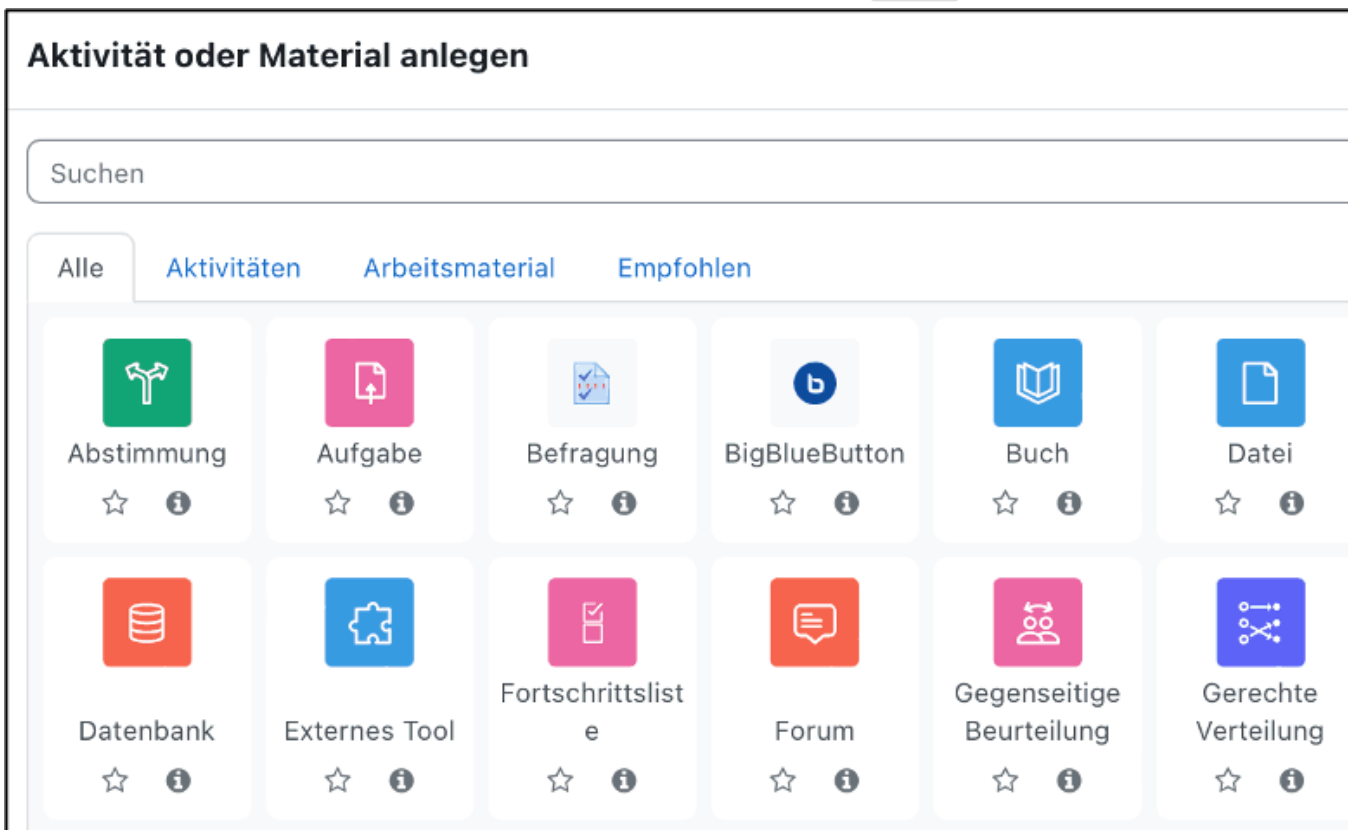 Aktivität oder Material anlegen
Suchen
Alle Aktivitäten Arbeitsmaterial Empfohlen
Abstimmung Aufgabe Befragung BigBlueButton Buch Datei
Datenbank Externes Tool Fortschrittslist
e Forum Gegenseitige
Beurteilung Gerechte
Verteilung